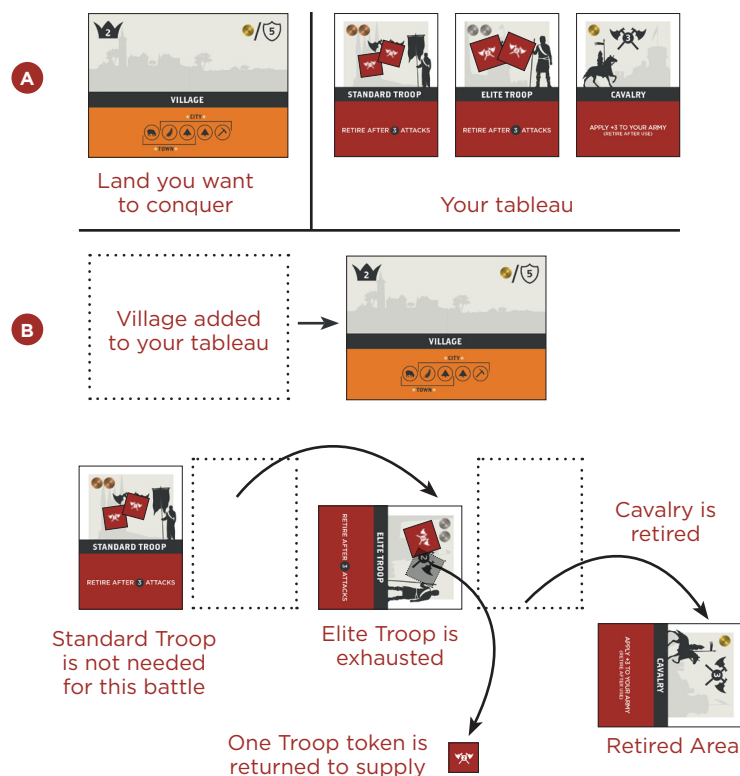 A
2
/5
VILLAGE
CITY
TOWN
Land you want
to conquer
STANDARD TROOP
RETIRE AFTER 3 ATTACKS
ELITE TROOP
RETIRE AFTER 3 ATTACKS
3
CAVALRY
APPLY +3 TO YOUR ARMY
(RETIRE AFTER USE)
Your tableau
B
Village added
to your tableau
2
/5
VILLAGE
CITY
TOWN
STANDARD TROOP
RETIRE AFTER 3 ATTACKS
Standard Troop
is not needed
for this battle
2
ELITE TROOP
RETIRE AFTER 3 ATTACKS
Elite Troop is
exhausted
One Troop token is
returned to supply
Cavalry is
retired
3
CAVALRY
APPLY +3 TO YOUR ARMY
(RETIRE AFTER USE)
Retired Area